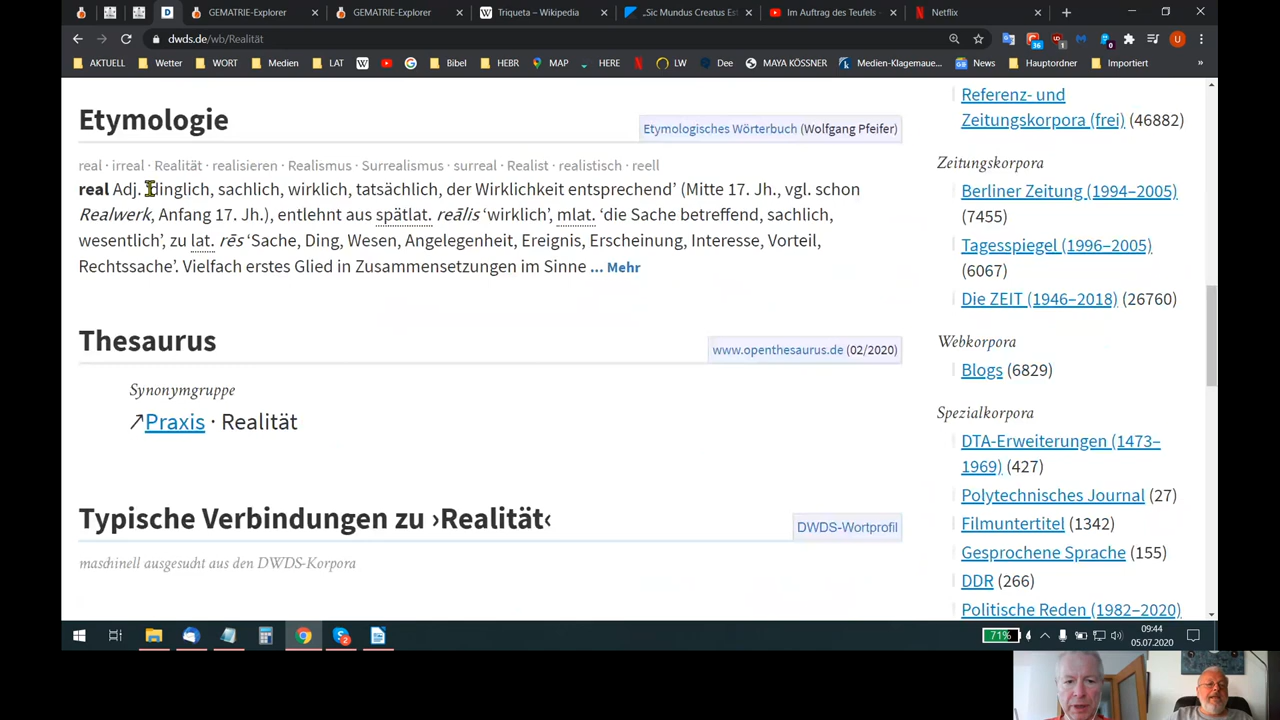 GEMATRIE-Explorer
GEMATRIE-Explorer
Triqueta – Wikipedia
„Sic Mundus Creatus Es
Im Auftrag des Teufels -
Netflix
dwds.de/wb/Realität
AKTUELL
Wetter
WORT
Medien
LAT
Bibel
HEBR
MAP
HERE
LW
Dee
MAYA KÖSSNER
Medien-Klagemaue...
News
Hauptordner
Importiert
»
Etymologie
Etymologisches Wörterbuch (Wolfgang Pfeifer)
real · irreal · Realität · realisieren · Realismus · Surrealismus · surreal · Realist · realistisch · reell
real Adj. ‘dinglich, sachlich, wirklich, tatsächlich, der Wirklichkeit entsprechend’ (Mitte 17. Jh., vgl. schon
Realwerk, Anfang 17. Jh.), entlehnt aus spätlat. reālis ‘wirklich’, mlat. ‘die Sache betreffend, sachlich,
wesentlich’, zu lat. rēs ‘Sache, Ding, Wesen, Angelegenheit, Ereignis, Erscheinung, Interesse, Vorteil,
Rechtssache’. Vielfach erstes Glied in Zusammensetzungen im Sinne ... Mehr
Thesaurus
www.openthesaurus.de (02/2020)
Synonymgruppe
↗Praxis · Realität
Typische Verbindungen zu ›Realität‹
DWDS-Wortprofil
maschinell ausgesucht aus den DWDS-Korpora
Referenz- und
Zeitungskorpora (frei) (46882)
Zeitungskorpora
Berliner Zeitung (1994–2005)
(7455)
Tagesspiegel (1996–2005)
(6067)
Die ZEIT (1946–2018) (26760)
Webkorpora
Blogs (6829)
Spezialkorpora
DTA-Erweiterungen (1473–
1969) (427)
Polytechnisches Journal (27)
Filmuntertitel (1342)
Gesprochene Sprache (155)
DDR (266)
Politische Reden (1982–2020)
71%
09:44
05.07.2020